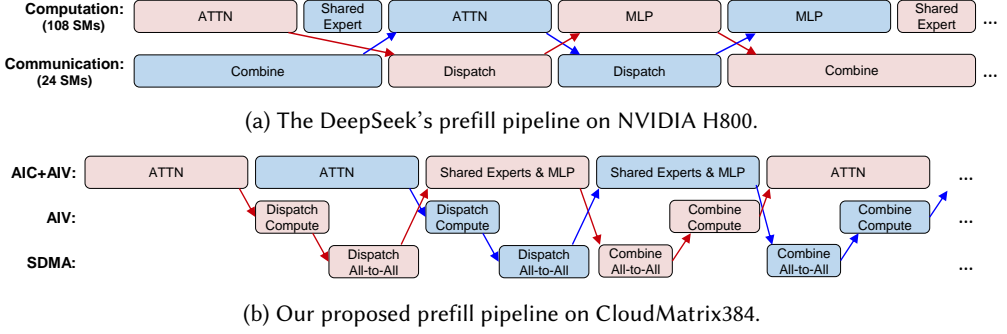 Computation:
(108 SMs)
ATTN
Shared
Expert
ATTN
MLP
MLP
Shared
Expert
...
Communication:
(24 SMs)
Combine
Dispatch
Dispatch
Combine
...
(a) The DeepSeek's prefill pipeline on NVIDIA H800.
AIC+AIV:
ATTN
ATTN
Shared Experts & MLP
Shared Experts & MLP
ATTN
...
AIV:
Dispatch
Compute
Dispatch
Compute
Combine
Compute
Combine
Compute
...
SDMA:
Dispatch
All-to-All
Dispatch
All-to-All
Combine
All-to-All
Combine
All-to-All
...
(b) Our proposed prefill pipeline on CloudMatrix384.